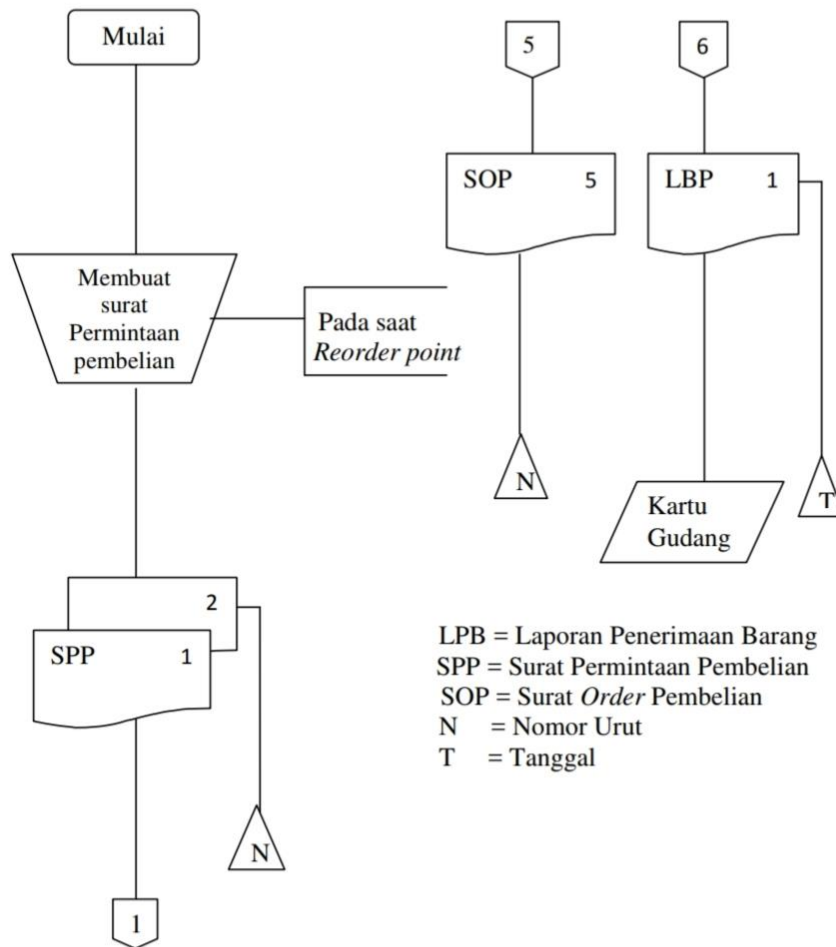 Mulai
Membuat
surat
Permintaan
pembelian
Pada saat
Reorder point
2
SPP 1
N
1
5
SOP 5
N
6
LBP 1
T
Kartu
Gudang
LPB = Laporan Penerimaan Barang
SPP = Surat Permintaan Pembelian
SOP = Surat Order Pembelian
N = Nomor Urut
T = Tanggal